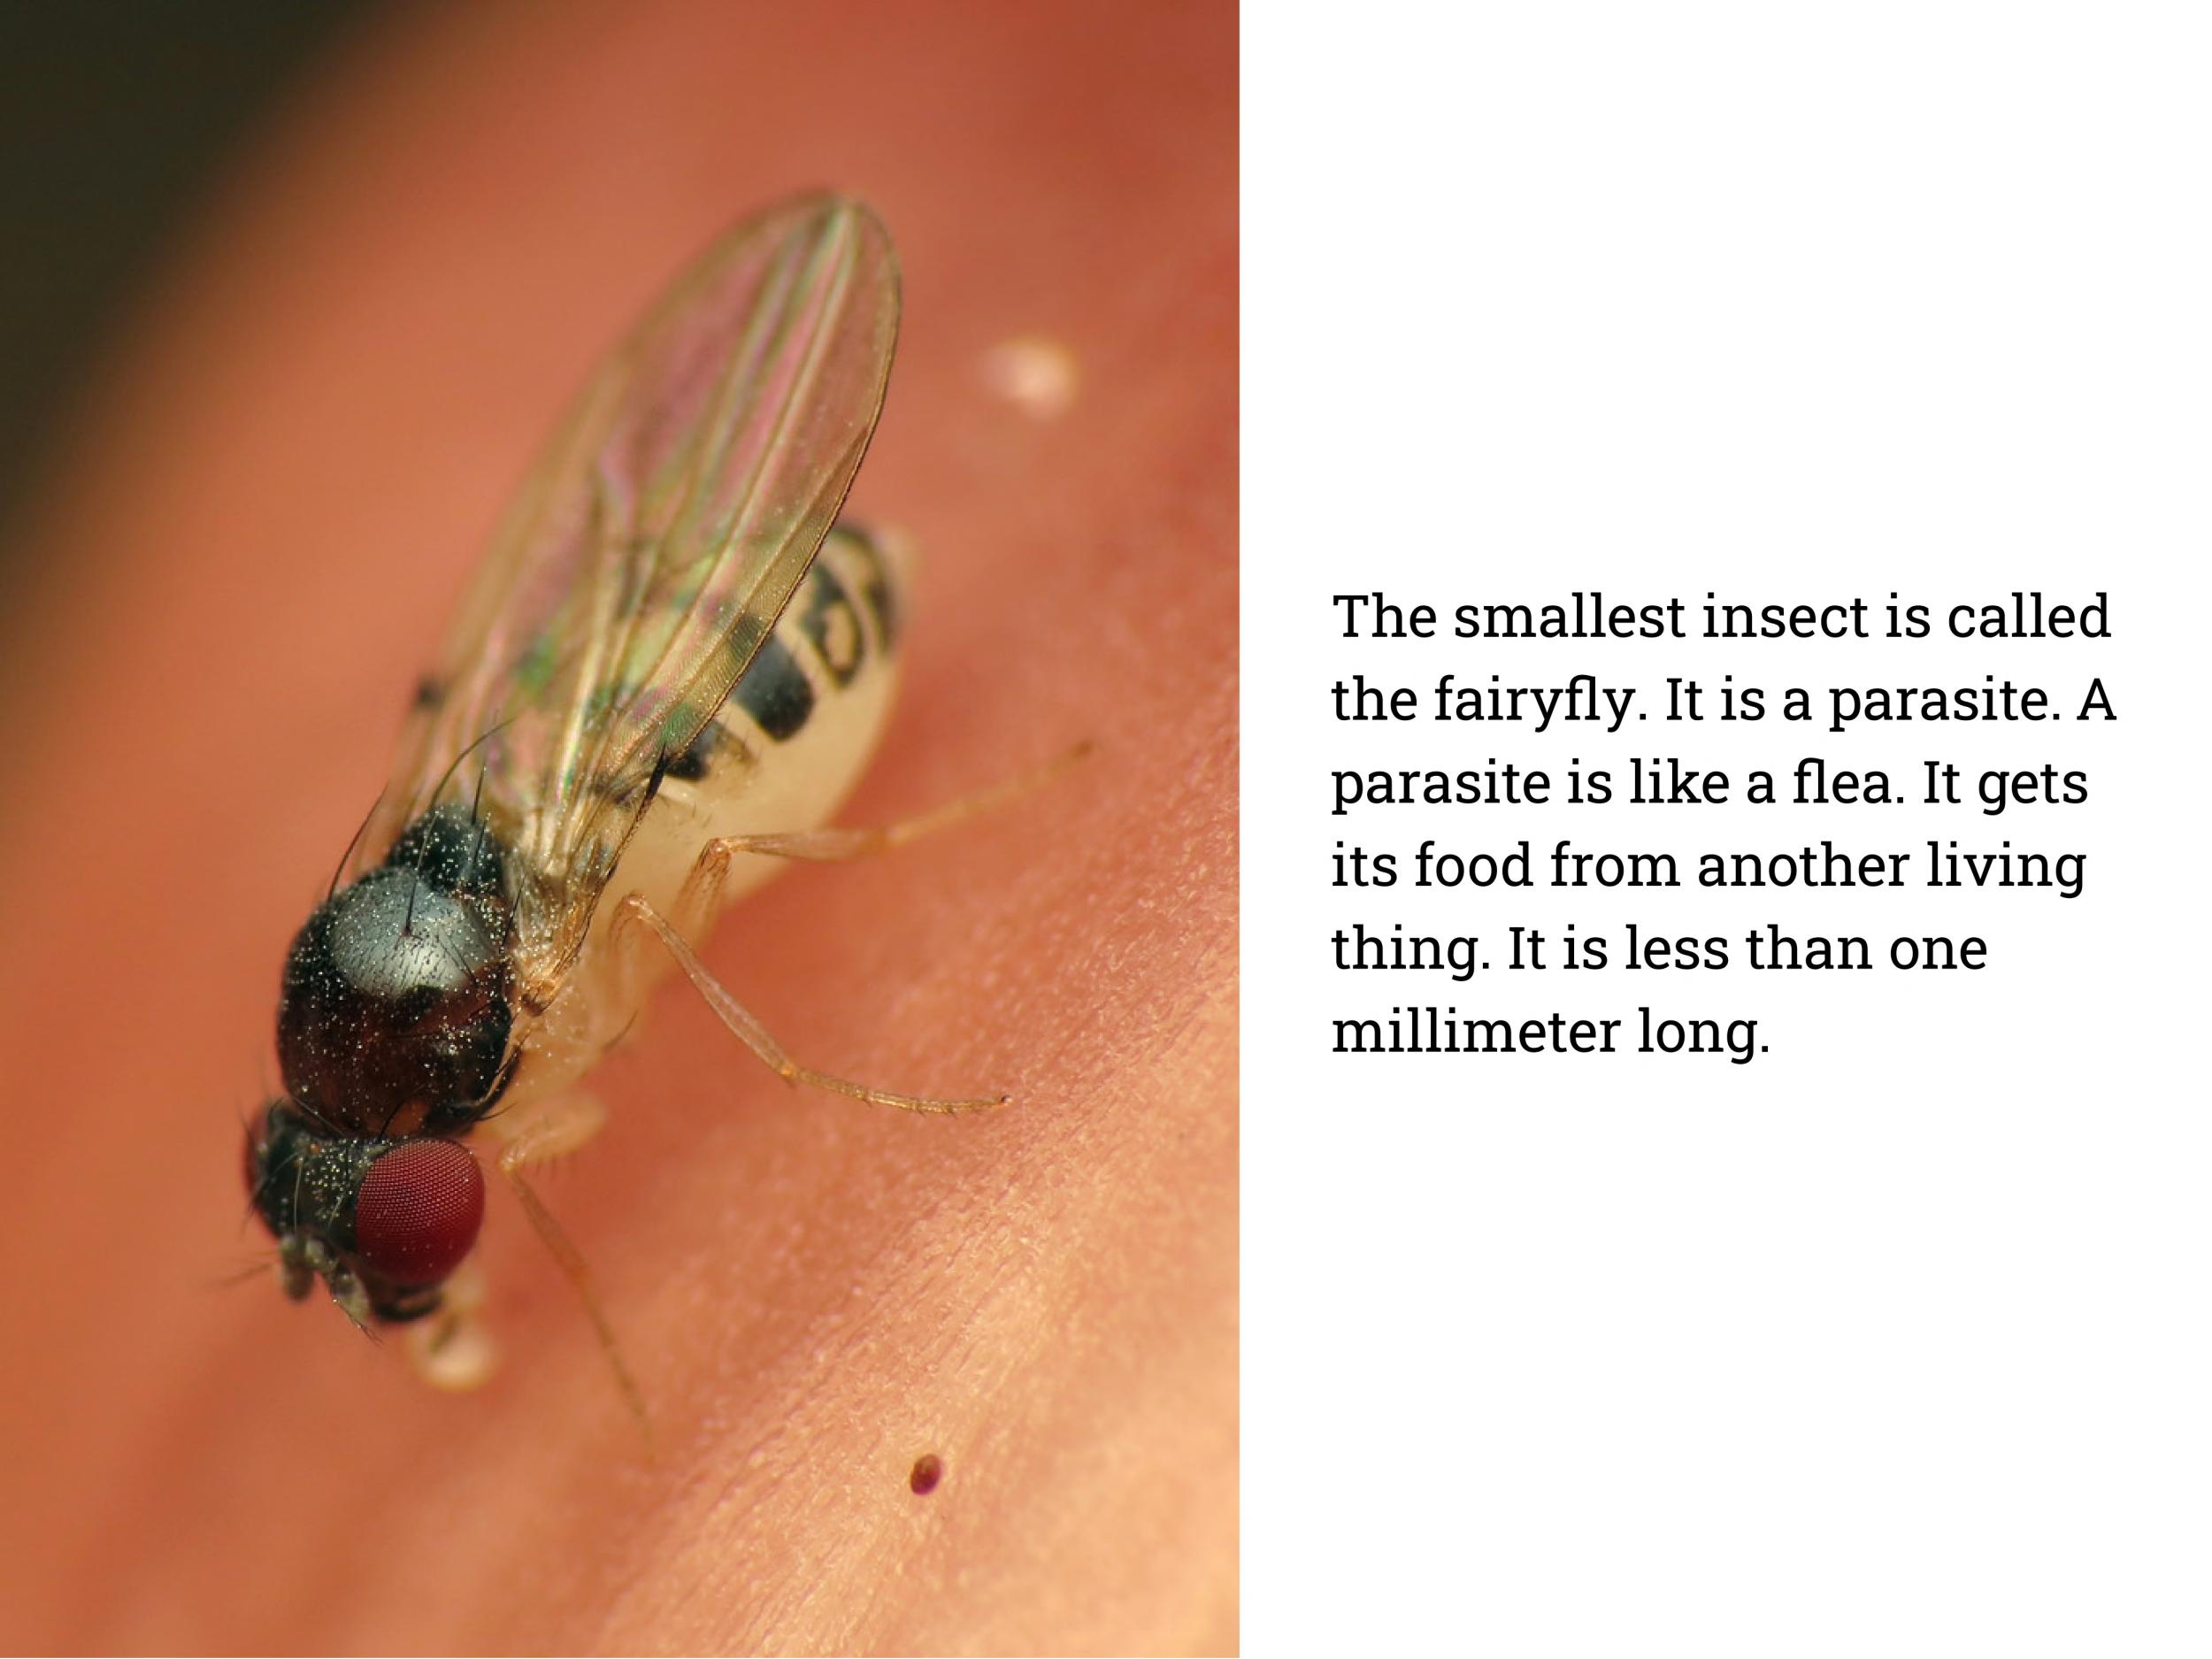 The smallest insect is called
the fairyfly. It is a parasite. A
parasite is like a flea. It gets
its food from another living
thing. It is less than one
millimeter long.